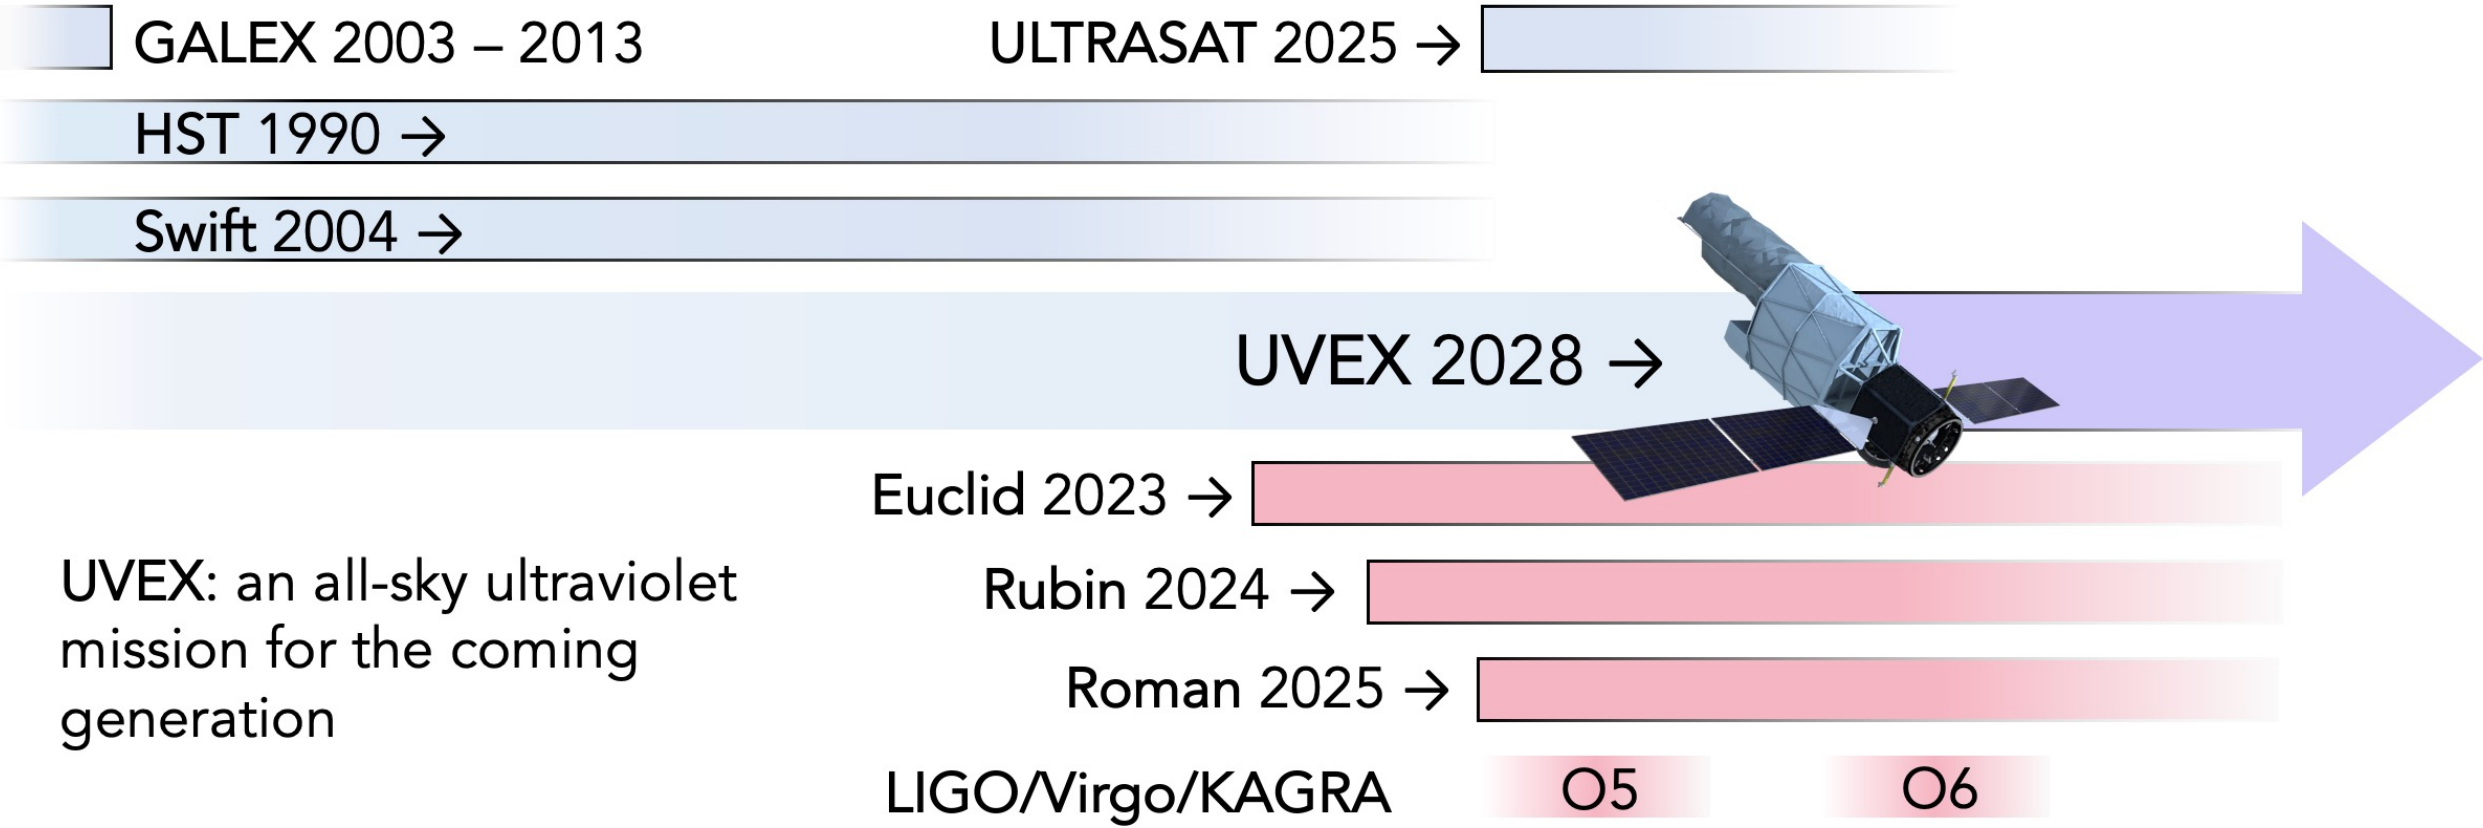 GALEX 2003 – 2013
ULTRASAT 2025 →
HST 1990 →
Swift 2004 →
UVEX 2028 →
Euclid 2023 →
Rubin 2024 →
Roman 2025 →
LIGO/Virgo/KAGRA
O5
O6
UVEX: an all-sky ultraviolet
mission for the coming
generation